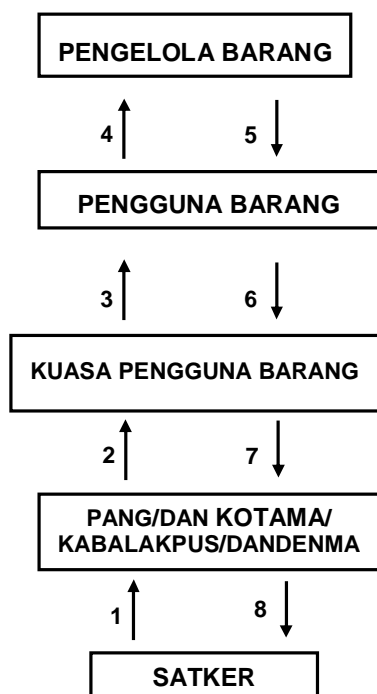 PENGELOLA BARANG
4 5
PENGGUNA BARANG
3 6
KUASA PENGGUNA BARANG
2 7
PANG/DAN KOTAMA/
KABALAKPUS/DANDENMA
1 8
SATKER